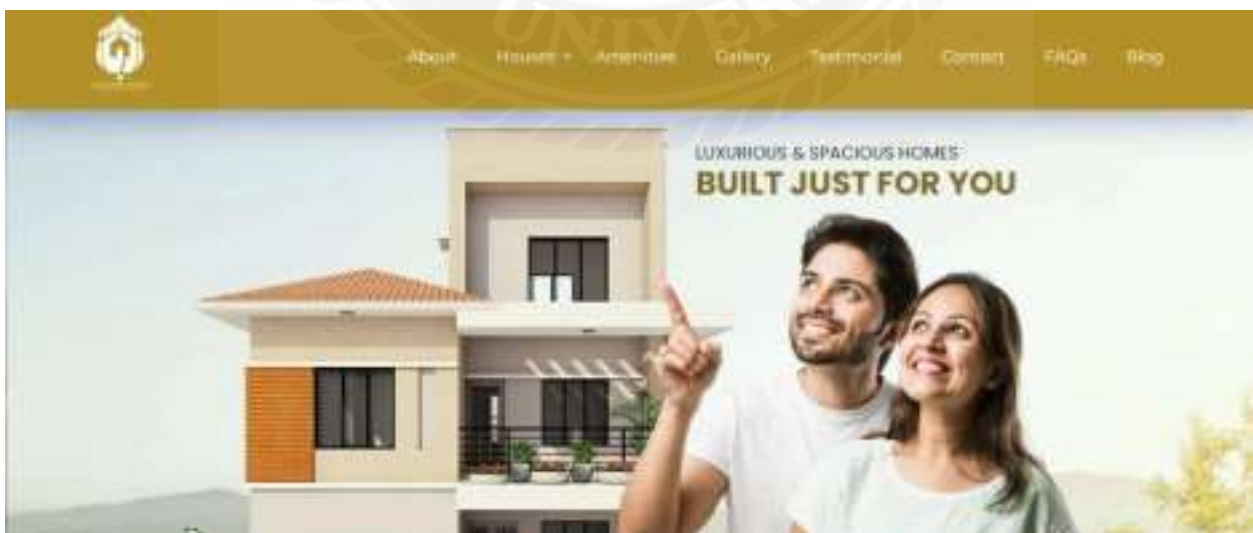 About Houses Amenities Gallery Testimonial Contact FAQs Blog
LUXURIOUS & SPACIOUS HOMES
BUILT JUST FOR YOU